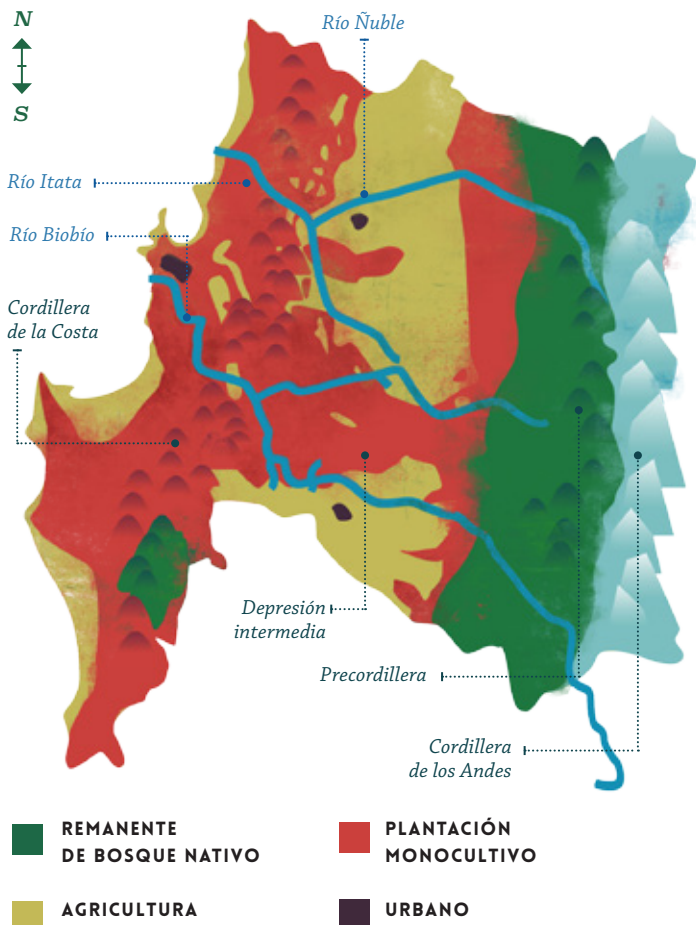 N
S
Río Ñuble
Río Itata
Río Biobío
Cordillera
de la Costa
Depresión
intermedia
Precordillera
Cordillera
de los Andes
REMANENTE
DE BOSQUE NATIVO
PLANTACIÓN
MONOCULTIVO
AGRICULTURA
URBANO